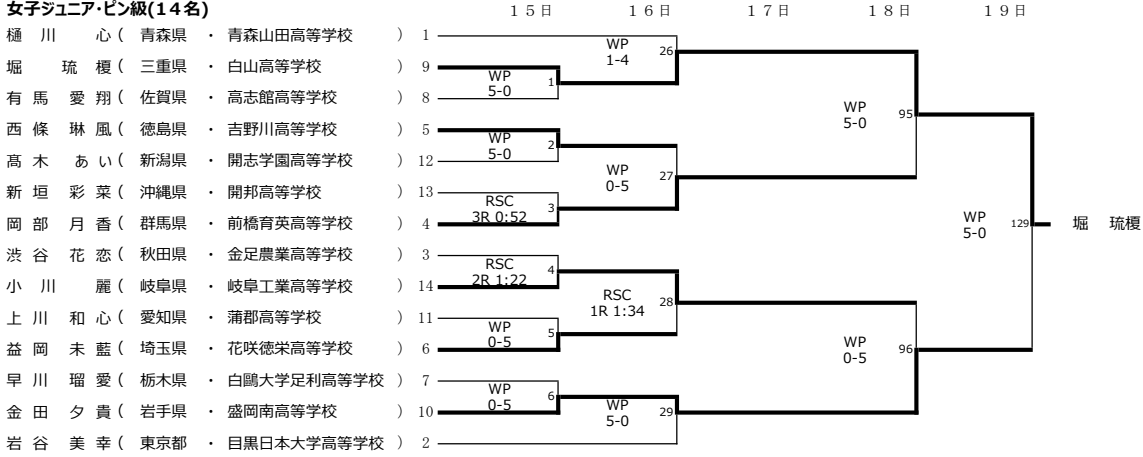 女子ジュニア・ピン級(14名) 15日 16日 17日 18日 19日
樋川 心( 青森県 ・ 青森山田高等学校 ) 1
WP 26
1-4
堀 琉榎( 三重県 ・ 白山高等学校 ) 9
WP 1
5-0
有馬 愛翔( 佐賀県 ・ 高志館高等学校 ) 8
WP 95
5-0
西條 琳風( 徳島県 ・ 吉野川高等学校 ) 5
WP 2
5-0
髙木 あい( 新潟県 ・ 開志学園高等学校 ) 12
WP 27
0-5
新垣 彩菜( 沖縄県 ・ 開邦高等学校 ) 13
RSC 3
3R 0:52
岡部 月香( 群馬県 ・ 前橋育英高等学校 ) 4
WP 129 堀 琉榎
5-0
渋谷 花恋( 秋田県 ・ 金足農業高等学校 ) 3
RSC 4
2R 1:22
小川 麗( 岐阜県 ・ 岐阜工業高等学校 ) 14
RSC 28
1R 1:34
上川 和心( 愛知県 ・ 蒲郡高等学校 ) 11
WP 5
0-5
益岡 未藍( 埼玉県 ・ 花咲徳栄高等学校 ) 6
WP 96
0-5
早川 瑠愛( 栃木県 ・ 白鷗大学足利高等学校 ) 7
WP 6
0-5
金田 夕貴( 岩手県 ・ 盛岡南高等学校 ) 10
WP 29
5-0
岩谷 美幸( 東京都 ・ 目黒日本大学高等学校 ) 2